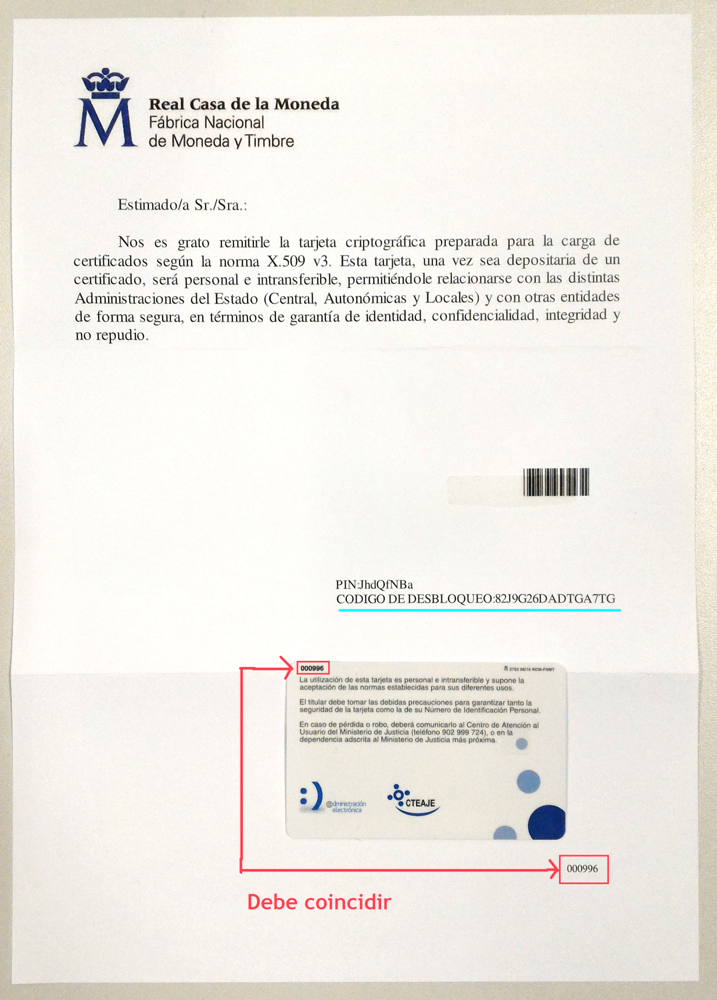 Real Casa de la Moneda
Fábrica Nacional
de Moneda y Timbre
Estimado/a Sr./Sra.:
Nos es grato remitirle la tarjeta criptográfica preparada para la carga de
certificados según la norma X.509 v3. Esta tarjeta, una vez sea depositaria de un
certificado, será personal e intransferible, permitiéndole relacionarse con las distintas
Administraciones del Estado (Central, Autonómicas y Locales) y con otras entidades
de forma segura, en términos de garantía de identidad, confidencialidad, integridad y
no repudio.
PIN:JhdQfNBa
CODIGO DE DESBLOQUEO:82J9G26DADTGA7TG
000996
2753 06/16 RCM-FNMT
La utilización de esta tarjeta es personal e intransferible y supone la
aceptación de las normas establecidas para sus diferentes usos.
El titular debe tomar las debidas precauciones para garantizar tanto la
seguridad de la tarjeta como la de su Número de Identificación Personal.
En caso de pérdida o robo, deberá comunicarlo al Centro de Atención al
Usuario del Ministerio de Justicia (teléfono 902 999 724), o en la
dependencia adscrita al Ministerio de Justicia más próxima.
@dministración
electrónica
CTEAJE
000996
Debe coincidir